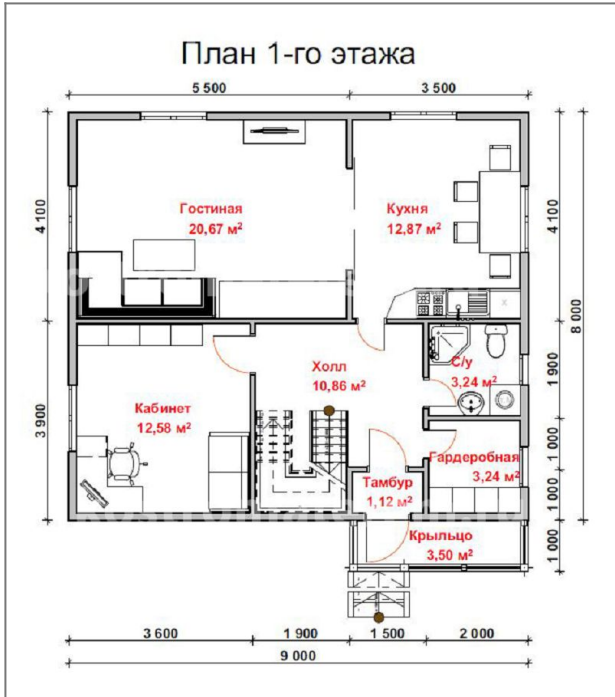 План 1-го этажа
5 500
3 500
4 100
Гостиная
20,67 м²
Кухня
12,87 м²
4 100
8 000
X
3 900
Холл
10,86 м²
С/у
3,24 м²
1 900
Кабинет
12,58 м²
Гардеробная
3,24 м²
1 000
Тамбур
1,12 м²
1 000
Крыльцо
3,50 м²
1 000
3 600
1 900
1 500
2 000
9 000